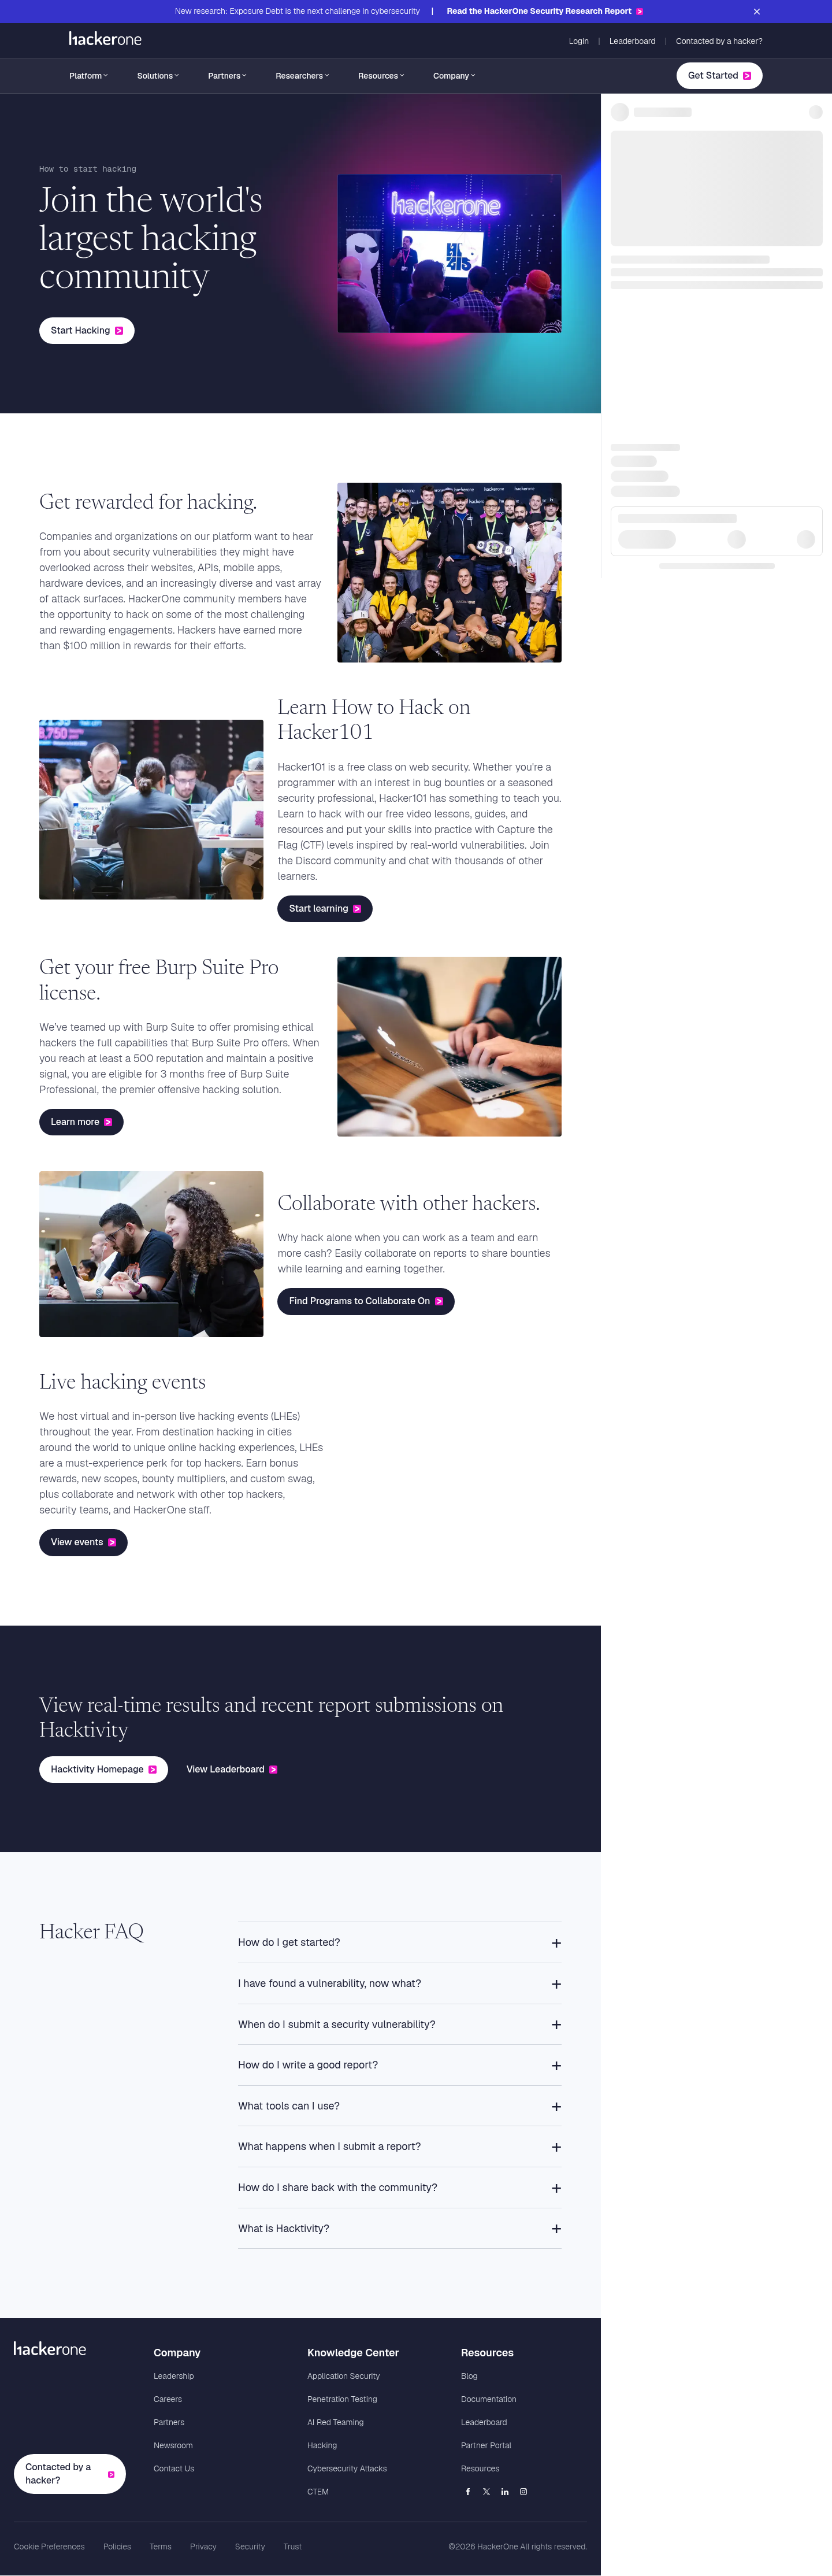 New research: Exposure Debt is the next challenge in cybersecurity | Read the HackerOne Security Research Report
hackerone
Login | Leaderboard | Contacted by a hacker?
Platform Solutions Partners Researchers Resources Company
Get Started
How to start hacking
Join the world's
largest hacking
community
Start Hacking
hackerone
Get rewarded for hacking.
Companies and organizations on our platform want to hear
from you about security vulnerabilities they might have
overlooked across their websites, APIs, mobile apps,
hardware devices, and an increasingly diverse and vast array
of attack surfaces. HackerOne community members have
the opportunity to hack on some of the most challenging
and rewarding engagements. Hackers have earned more
than $100 million in rewards for their efforts.
Learn How to Hack on
Hacker101
Hacker101 is a free class on web security. Whether you're a
programmer with an interest in bug bounties or a seasoned
security professional, Hacker101 has something to teach you.
Learn to hack with our free video lessons, guides, and
resources and put your skills into practice with Capture the
Flag (CTF) levels inspired by real-world vulnerabilities. Join
the Discord community and chat with thousands of other
learners.
Start learning
Get your free Burp Suite Pro
license.
We've teamed up with Burp Suite to offer promising ethical
hackers the full capabilities that Burp Suite Pro offers. When
you reach at least a 500 reputation and maintain a positive
signal, you are eligible for 3 months free of Burp Suite
Professional, the premier offensive hacking solution.
Learn more
Collaborate with other hackers.
Why hack alone when you can work as a team and earn
more cash? Easily collaborate on reports to share bounties
while learning and earning together.
Find Programs to Collaborate On
Live hacking events
We host virtual and in-person live hacking events (LHEs)
throughout the year. From destination hacking in cities
around the world to unique online hacking experiences, LHEs
are a must-experience perk for top hackers. Earn bonus
rewards, new scopes, bounty multipliers, and custom swag,
plus collaborate and network with other top hackers,
security teams, and HackerOne staff.
View events
View real-time results and recent report submissions on
Hacktivity
Hacktivity Homepage View Leaderboard
Hacker FAQ
How do I get started?
I have found a vulnerability, now what?
When do I submit a security vulnerability?
How do I write a good report?
What tools can I use?
What happens when I submit a report?
How do I share back with the community?
What is Hacktivity?
hackerone
Contacted by a
hacker?
Company
Leadership
Careers
Partners
Newsroom
Contact Us
Knowledge Center
Application Security
Penetration Testing
AI Red Teaming
Hacking
Cybersecurity Attacks
CTEM
Resources
Blog
Documentation
Leaderboard
Partner Portal
Resources
Cookie Preferences Policies Terms Privacy Security Trust
©2026 HackerOne All rights reserved.